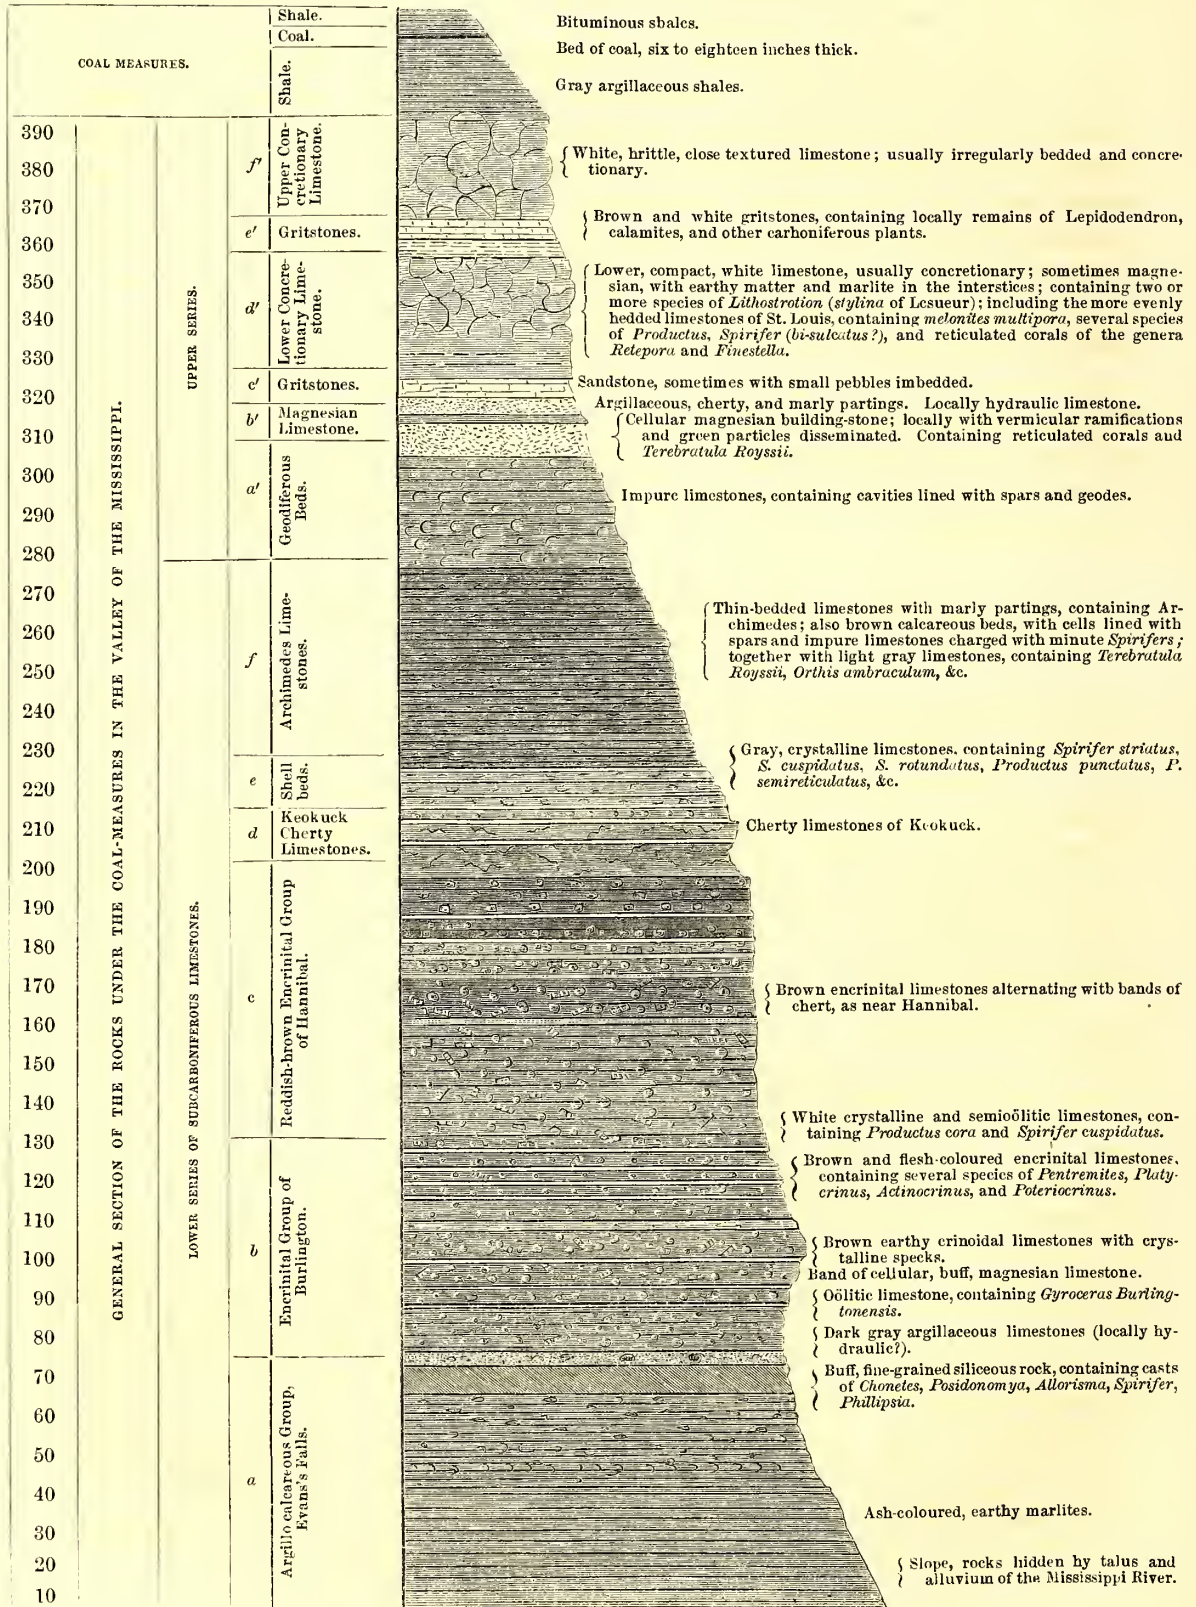 Shale.
Bituminous shales.
Coal.
Bed of coal, six to eighteen inches thick.
COAL MEASURES.
Shale.
Gray argillaceous shales.
GENERAL SECTION OF THE ROCKS UNDER THE COAL-MEASURES IN THE VALLEY OF THE MISSISSIPPI.
UPPER SERIES.
390
380
370
f'
Upper Con-
cretionary
Limestone.
White, brittle, close textured limestone; usually irregularly bedded and concre-
tionary.
360
e'
Gritstones.
Brown and white gritstones, containing locally remains of Lepidodendron,
calamites, and other carboniferous plants.
350
340
330
d'
Lower Concre-
tionary Lime-
stone.
Lower, compact, white limestone, usually concretionary; sometimes magne-
sian, with earthy matter and marlite in the interstices; containing two or
more species of Lithostrotion (stylina of Lesueur); including the more evenly
bedded limestones of St. Louis, containing melonites multipora, several species
of Productus, Spirifer (bi-sulcatus?), and reticulated corals of the genera
Retepora and Finestella.
320
c'
Gritstones.
Sandstone, sometimes with small pebbles imbedded.
310
b'
Magnesian
Limestone.
Argillaceous, cherty, and marly partings. Locally hydraulic limestone.
Cellular magnesian building-stone; locally with vermicular ramifications
and green particles disseminated. Containing reticulated corals and
Terebratula Royssii.
300
290
280
a'
Geodiferous
Beds.
Impure limestones, containing cavities lined with spars and geodes.
LOWER SERIES OF SUBCARBONIFEROUS LIMESTONES.
270
260
250
240
230
f
Archimedes Lime-
stones.
Thin-bedded limestones with marly partings, containing Ar-
chimedes; also brown calcareous beds, with cells lined with
spars and impure limestones charged with minute Spirifers;
together with light gray limestones, containing Terebratula
Royssii, Orthis ambraculum, &c.
220
e
Shell
beds.
Gray, crystalline limestones, containing Spirifer striatus,
S. cuspidatus, S. rotundatus, Productus punctatus, P.
semireticulatus, &c.
210
200
d
Keokuck
Cherty
Limestones.
Cherty limestones of Keokuck.
190
180
170
160
150
140
130
c
Reddish-brown Encrinital Group
of Hannibal.
Brown encrinital limestones alternating with bands of
chert, as near Hannibal.
White crystalline and semioölitic limestones, con-
taining Productus cora and Spirifer cuspidatus.
120
110
100
90
80
b
Encrinital Group of
Burlington.
Brown and flesh-coloured encrinital limestones,
containing several species of Pentremites, Platy-
crinus, Actinocrinus, and Poteriocrinus.
Brown earthy crinoidal limestones with crys-
talline specks.
Band of cellular, buff, magnesian limestone.
Oölitic limestone, containing Gyroceras Burling-
tonensis.
Dark gray argillaceous limestones (locally hy-
draulic?).
70
60
50
40
30
20
10
a
Argillo calcareous Group,
Evans's Falls.
Buff, fine-grained siliceous rock, containing casts
of Chonetes, Posidonomya, Allorisma, Spirifer,
Phillipsia.
Ash-coloured, earthy marlites.
Slope, rocks hidden by talus and
alluvium of the Mississippi River.